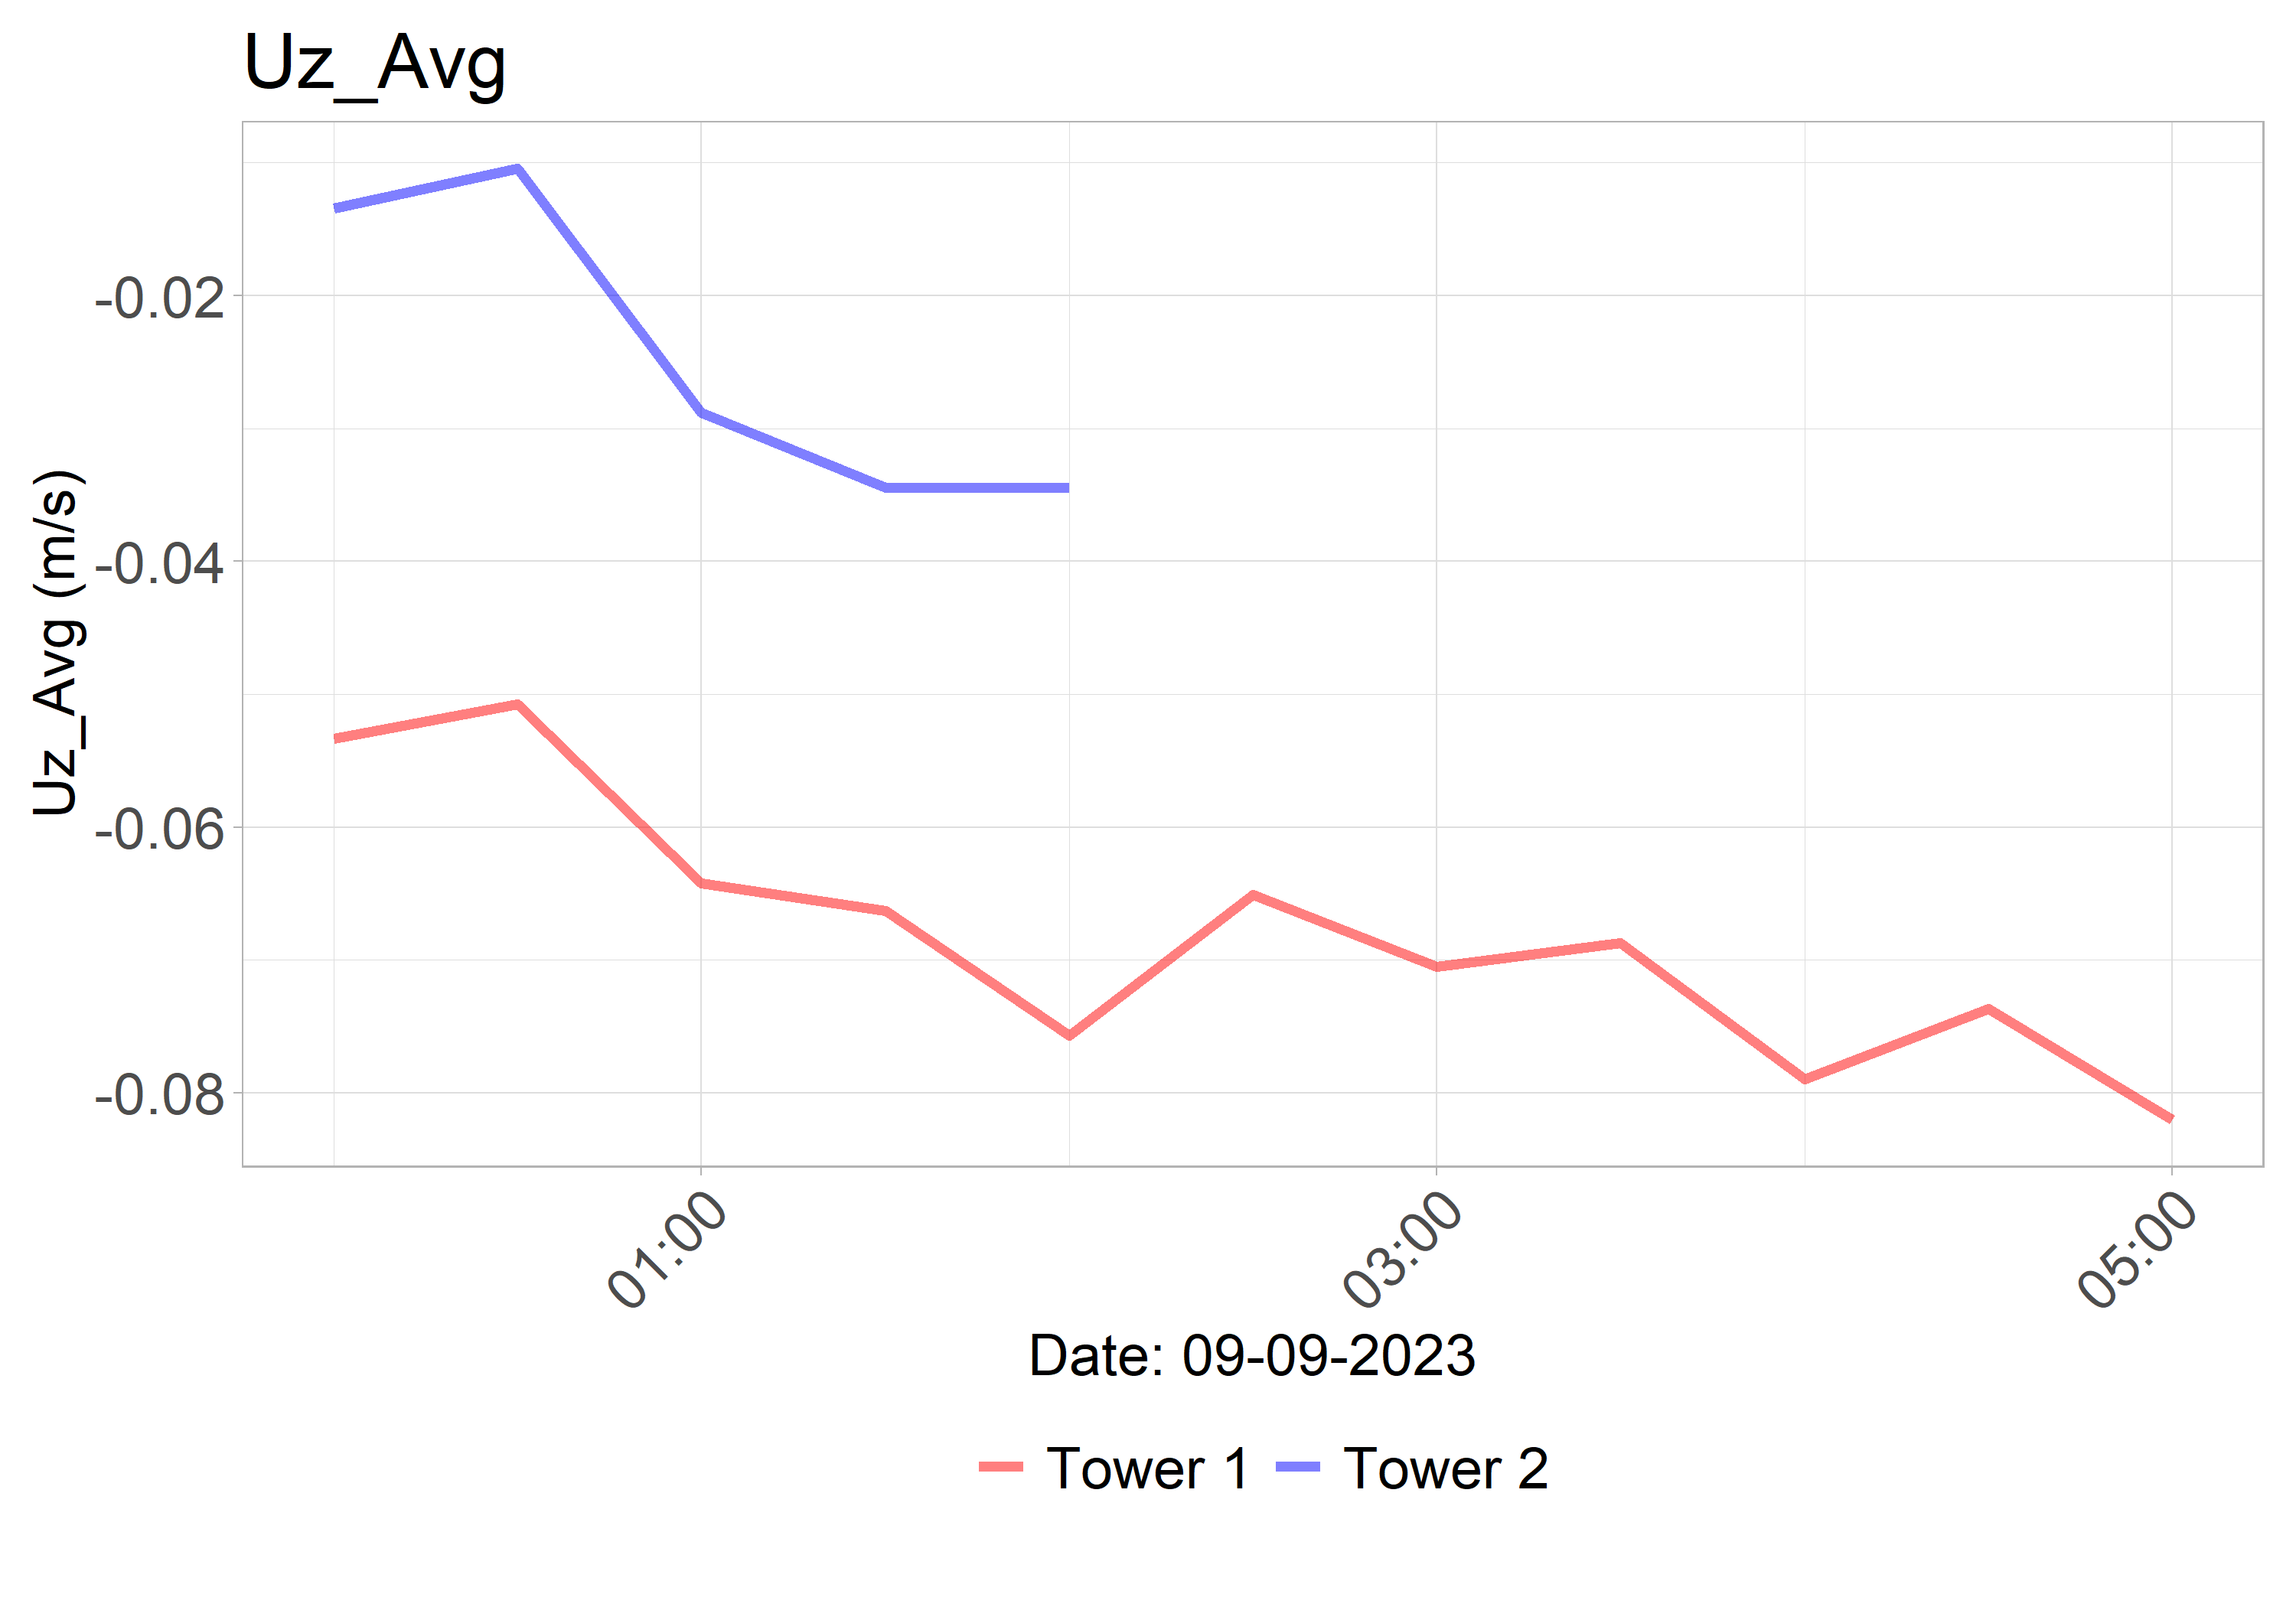 Uz_Avg
Uz_Avg (m/s)
-0.02
-0.04
-0.06
-0.08
01:00
03:00
05:00
Date: 09-09-2023
Tower 1
Tower 2